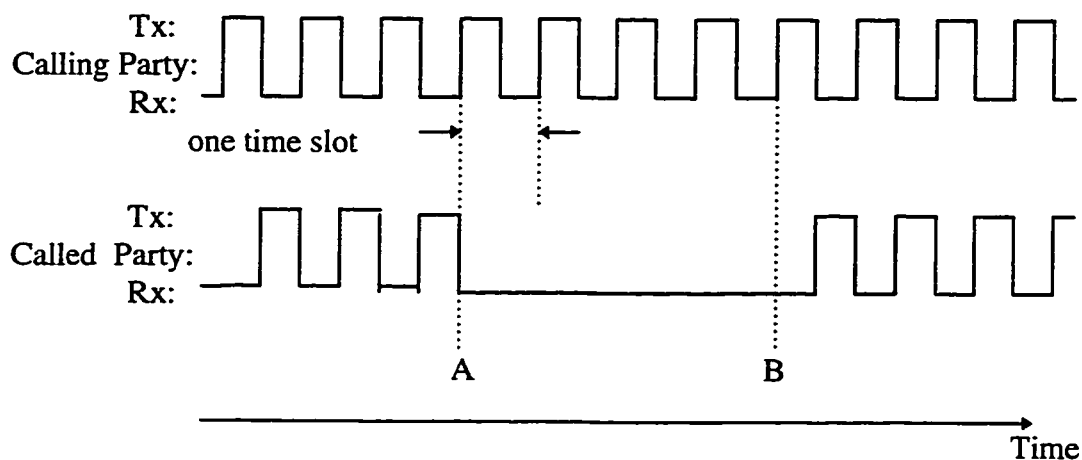 Tx:
Calling Party:
Rx:
one time slot
Tx:
Called Party:
Rx:
A B
Time